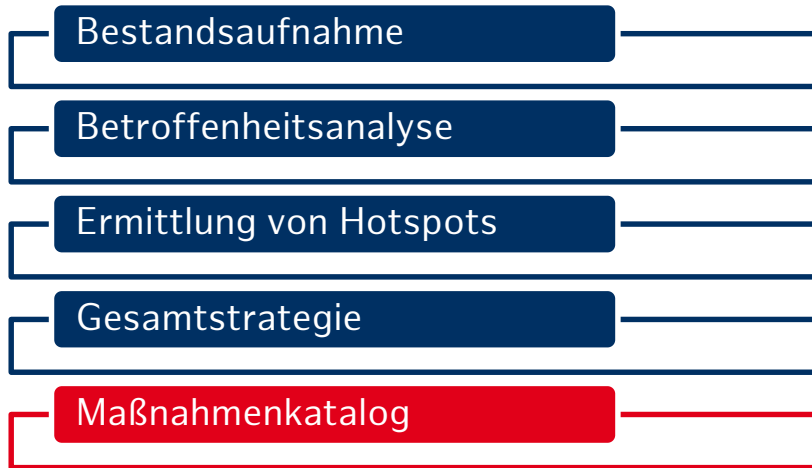 Bestandsaufnahme
Betroffenheitsanalyse
Ermittlung von Hotspots
Gesamtstrategie
Maßnahmenkatalog